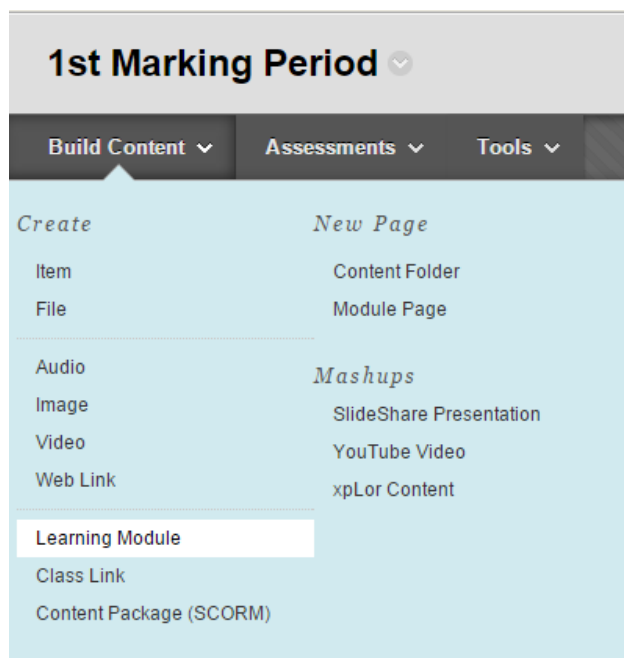 1st Marking Period
Build Content
Assessments
Tools
Create
Item
File
Audio
Image
Video
Web Link
Learning Module
Class Link
Content Package (SCORM)
New Page
Content Folder
Module Page
Mashups
SlideShare Presentation
YouTube Video
xpLor Content